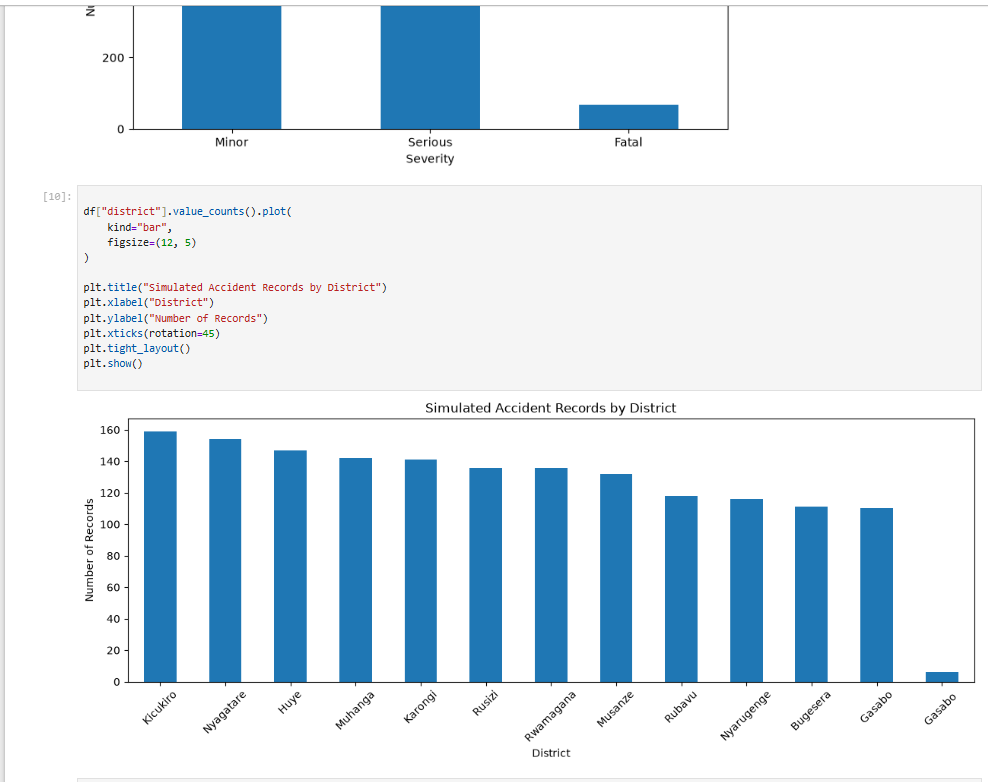 200
0
Minor Serious Fatal
Severity
[10]:
df["district"].value_counts().plot(
    kind="bar",
    figsize=(12, 5)
)
plt.title("Simulated Accident Records by District")
plt.xlabel("District")
plt.ylabel("Number of Records")
plt.xticks(rotation=45)
plt.tight_layout()
plt.show()
Simulated Accident Records by District
Number of Records
160
140
120
100
80
60
40
20
0
Kicukiro Nyagatare Huye Muhanga Karongi Rusizi Rwamagana Musanze Rubavu Nyarugenge Bugesera Gasabo Gasabo
District